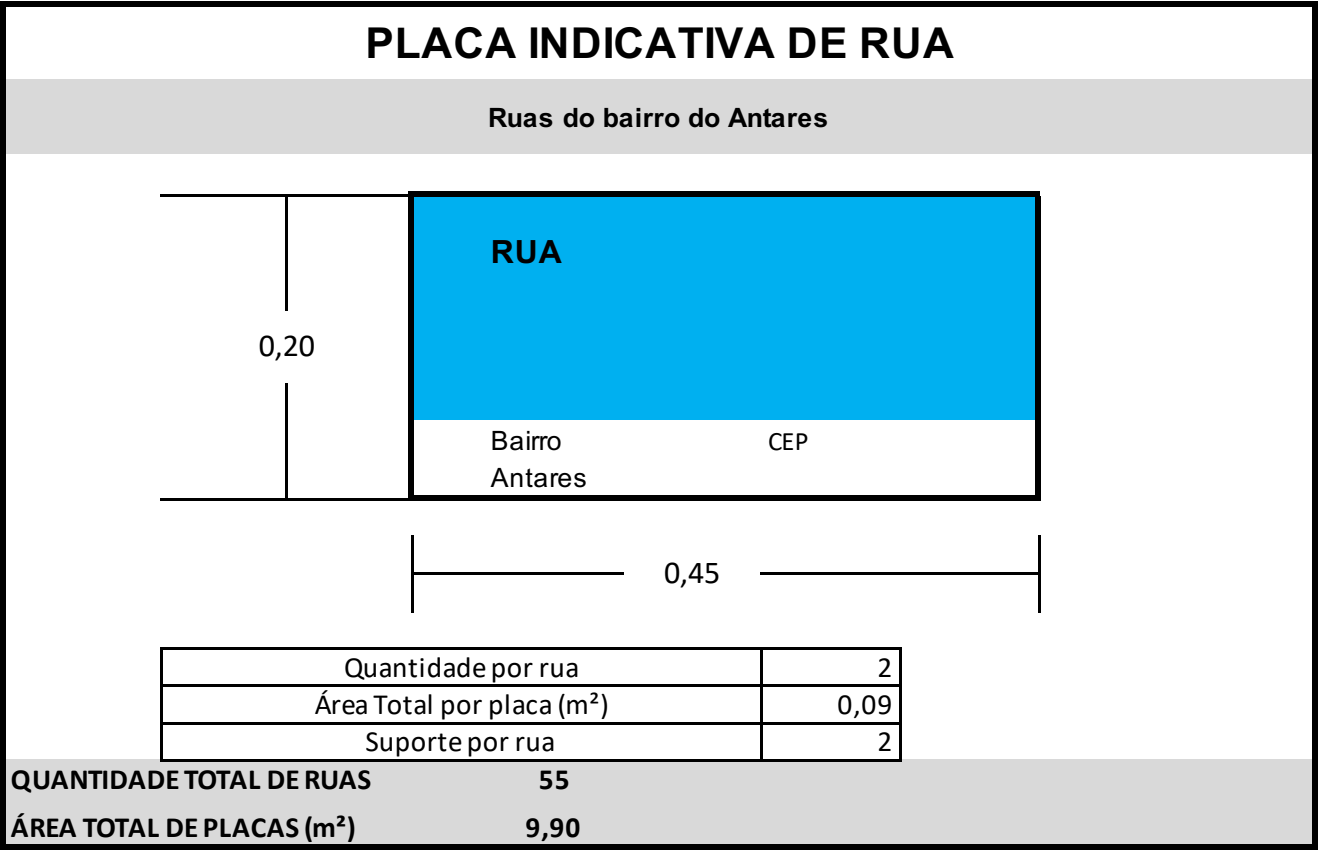 PLACA INDICATIVA DE RUA
Ruas do bairro do Antares
RUA
0,20
Bairro CEP
Antares
0,45
Quantidade por rua 2
Área Total por placa (m²) 0,09
Suporte por rua 2
QUANTIDADE TOTAL DE RUAS 55
ÁREA TOTAL DE PLACAS (m²) 9,90